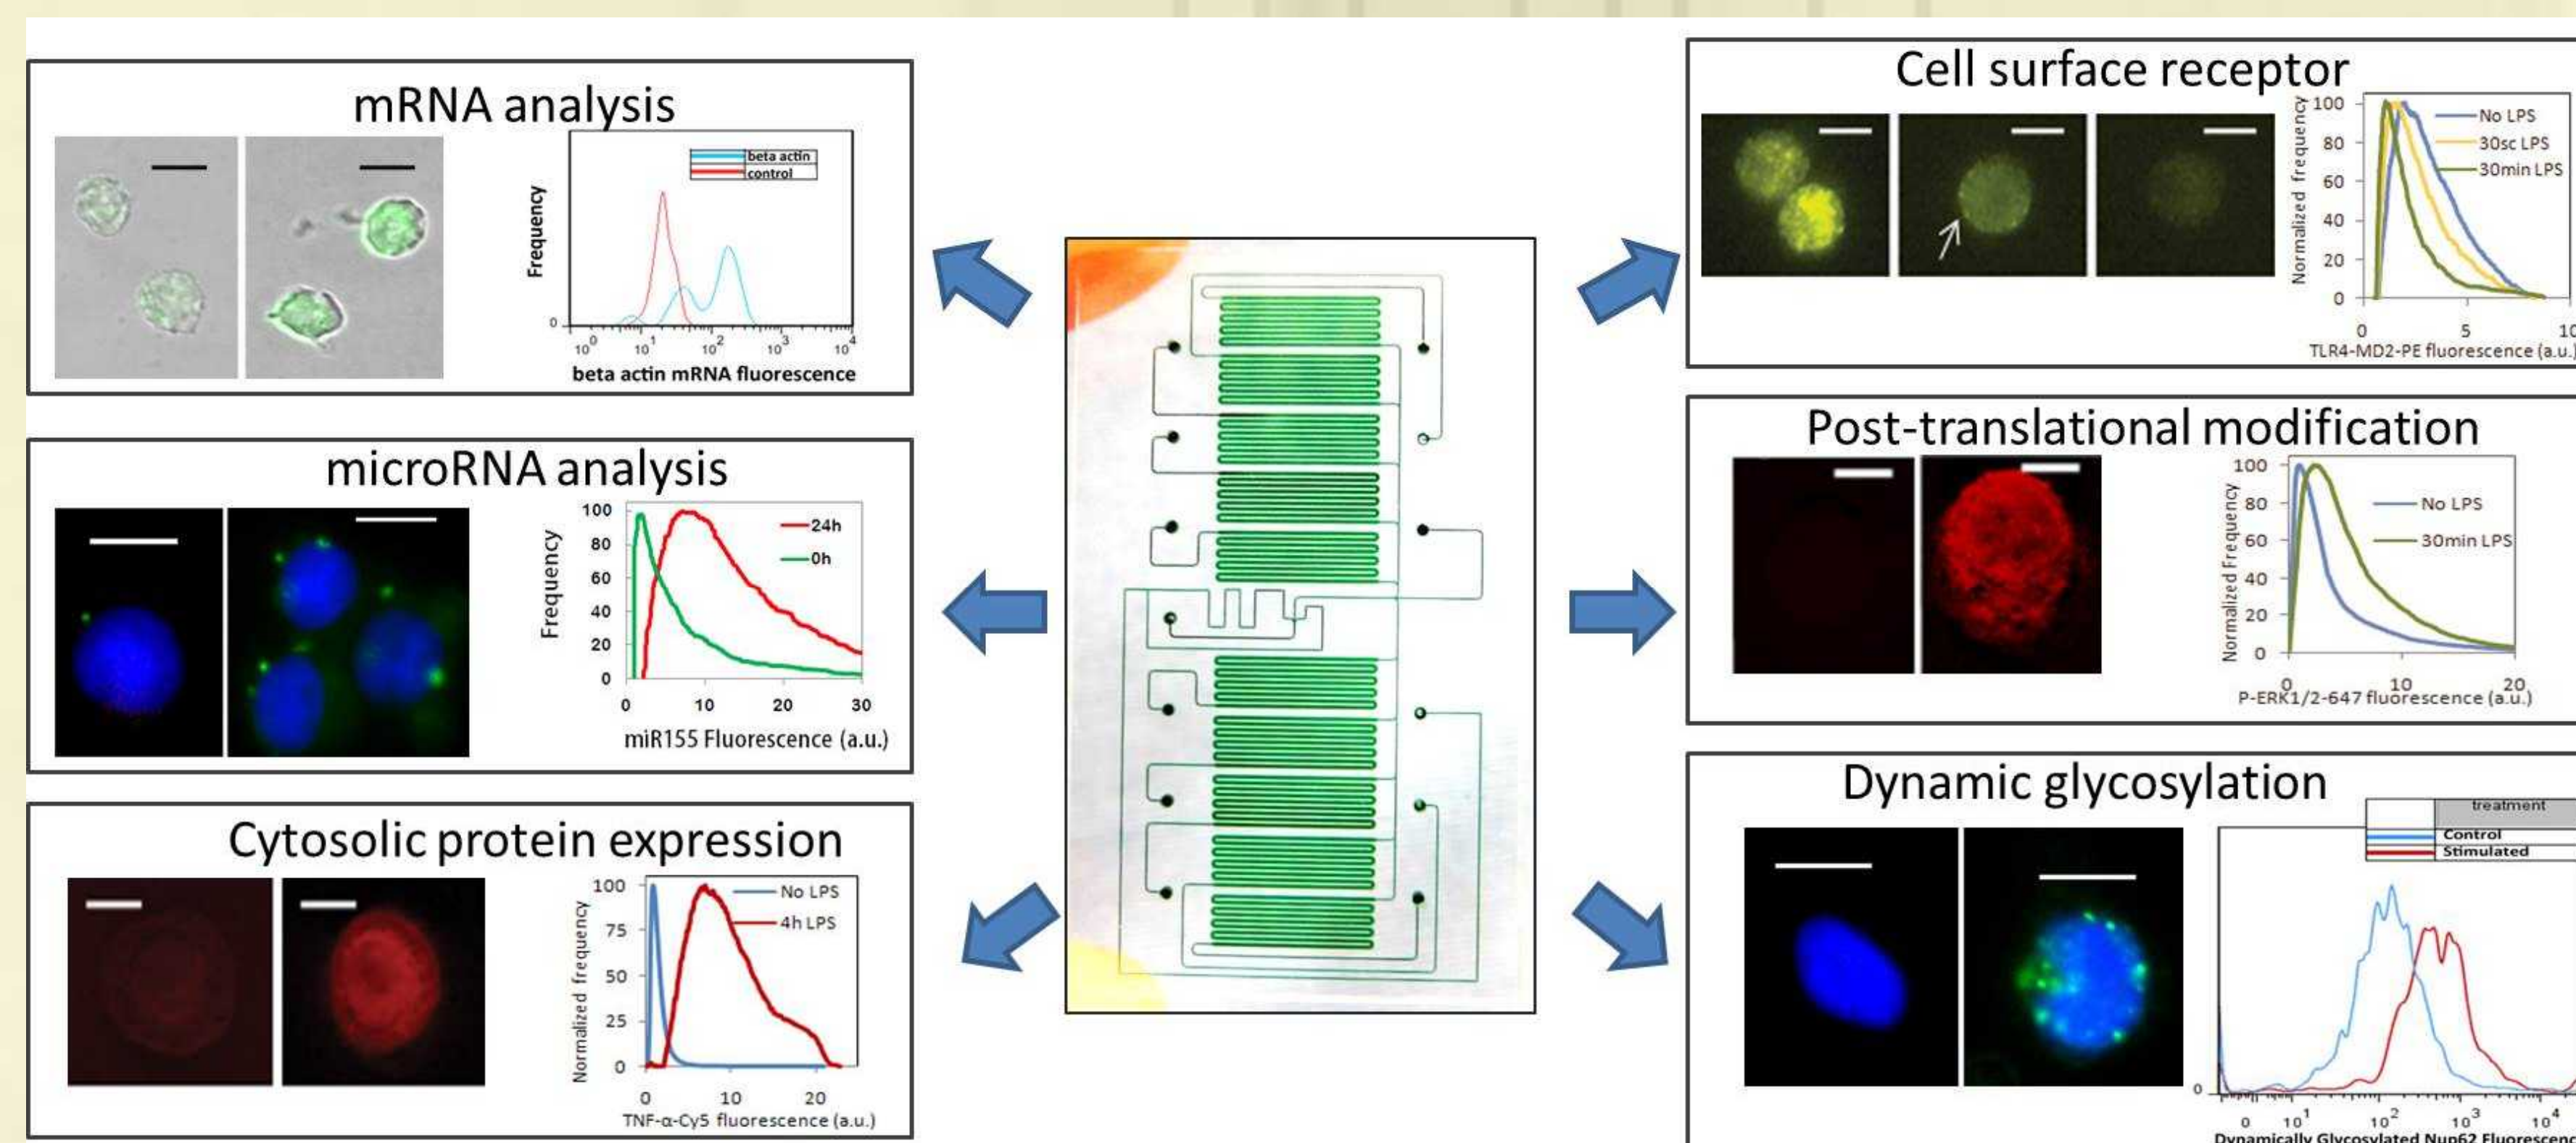 mRNA analysis
beta actin
control
Frequency
0
10^0 10^1 10^2 10^3 10^4
beta actin mRNA fluorescence
microRNA analysis
100
80
60
40
20
0
Frequency
24h
0h
0 10 20 30
miR155 Fluorescence (a.u.)
Cytosolic protein expression
100
75
50
25
0
Normalized frequency
No LPS
4h LPS
0 10 20
TNF-α-Cy5 fluorescence (a.u.)
Cell surface receptor
100
80
60
40
20
0
Normalized frequency
No LPS
30sc LPS
30min LPS
0 5 10
TLR4-MD2-PE fluorescence (a.u.)
Post-translational modification
100
80
60
40
20
0
Normalized Frequency
No LPS
30min LPS
0 10 20
P-ERK1/2-647 fluorescence (a.u.)
Dynamic glycosylation
treatment
Control
Stimulated
0
0 10^1 10^2 10^3 10^4
Dynamically Glycosylated Nup62 Fluorescenc